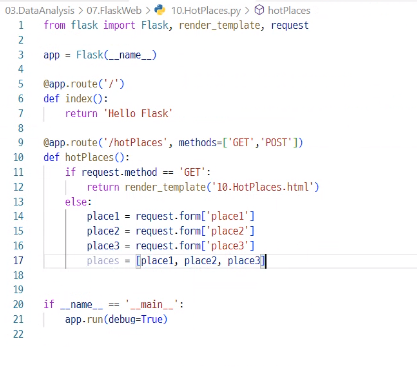 03.DataAnalysis > 07.FlaskWeb > 10.HotPlaces.py > hotPlaces
1 from flask import Flask, render_template, request
2
3 app = Flask(__name__)
4
5 @app.route('/')
6 def index():
7     return 'Hello Flask'
8
9 @app.route('/hotPlaces', methods=['GET','POST'])
10 def hotPlaces():
11     if request.method == 'GET':
12         return render_template('10.HotPlaces.html')
13     else:
14         place1 = request.form['place1']
15         place2 = request.form['place2']
16         place3 = request.form['place3']
17         places = [place1, place2, place3]
18
19
20 if __name__ == '__main__':
21     app.run(debug=True)
22